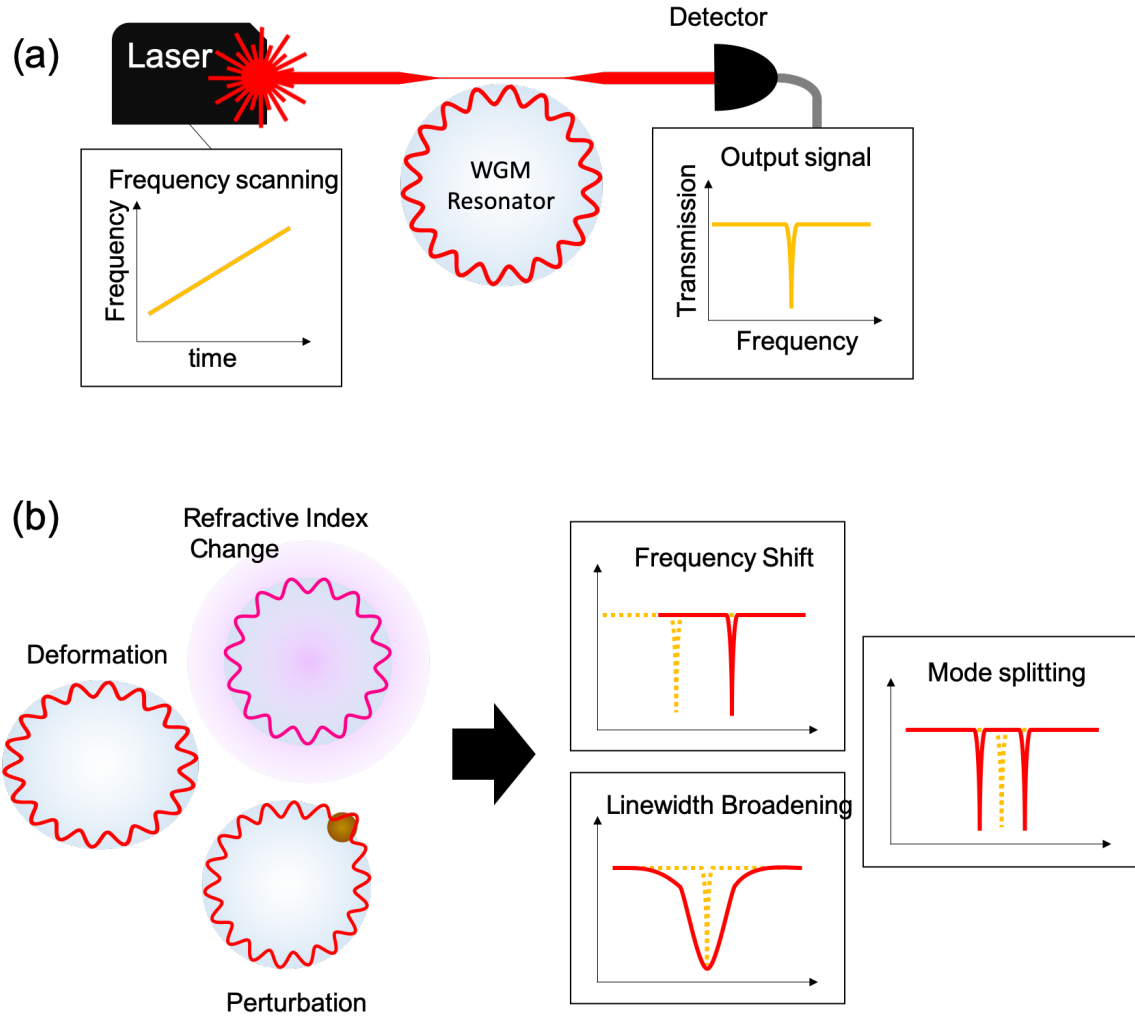 (a)
Laser
Detector
Frequency scanning
Frequency
time
WGM
Resonator
Output signal
Transmission
Frequency
(b)
Refractive Index
Change
Deformation
Perturbation
Frequency Shift
Mode splitting
Linewidth Broadening